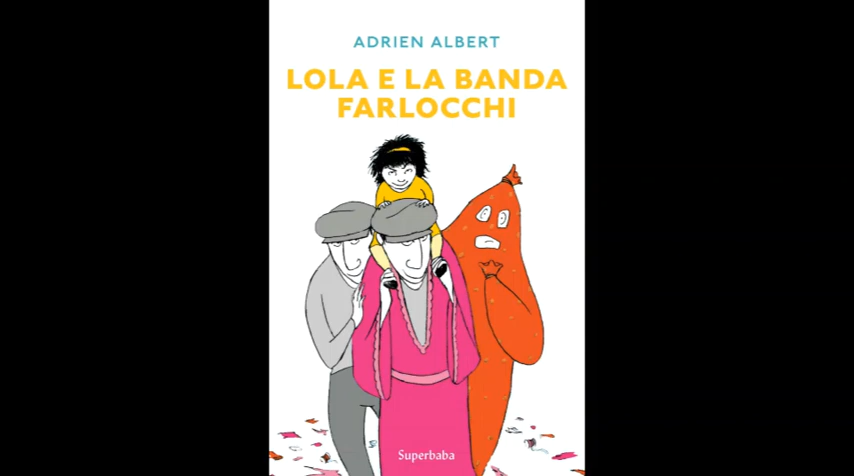 ADRIEN ALBERT
LOLA E LA BANDA
FARLOCCHI
Superbaba